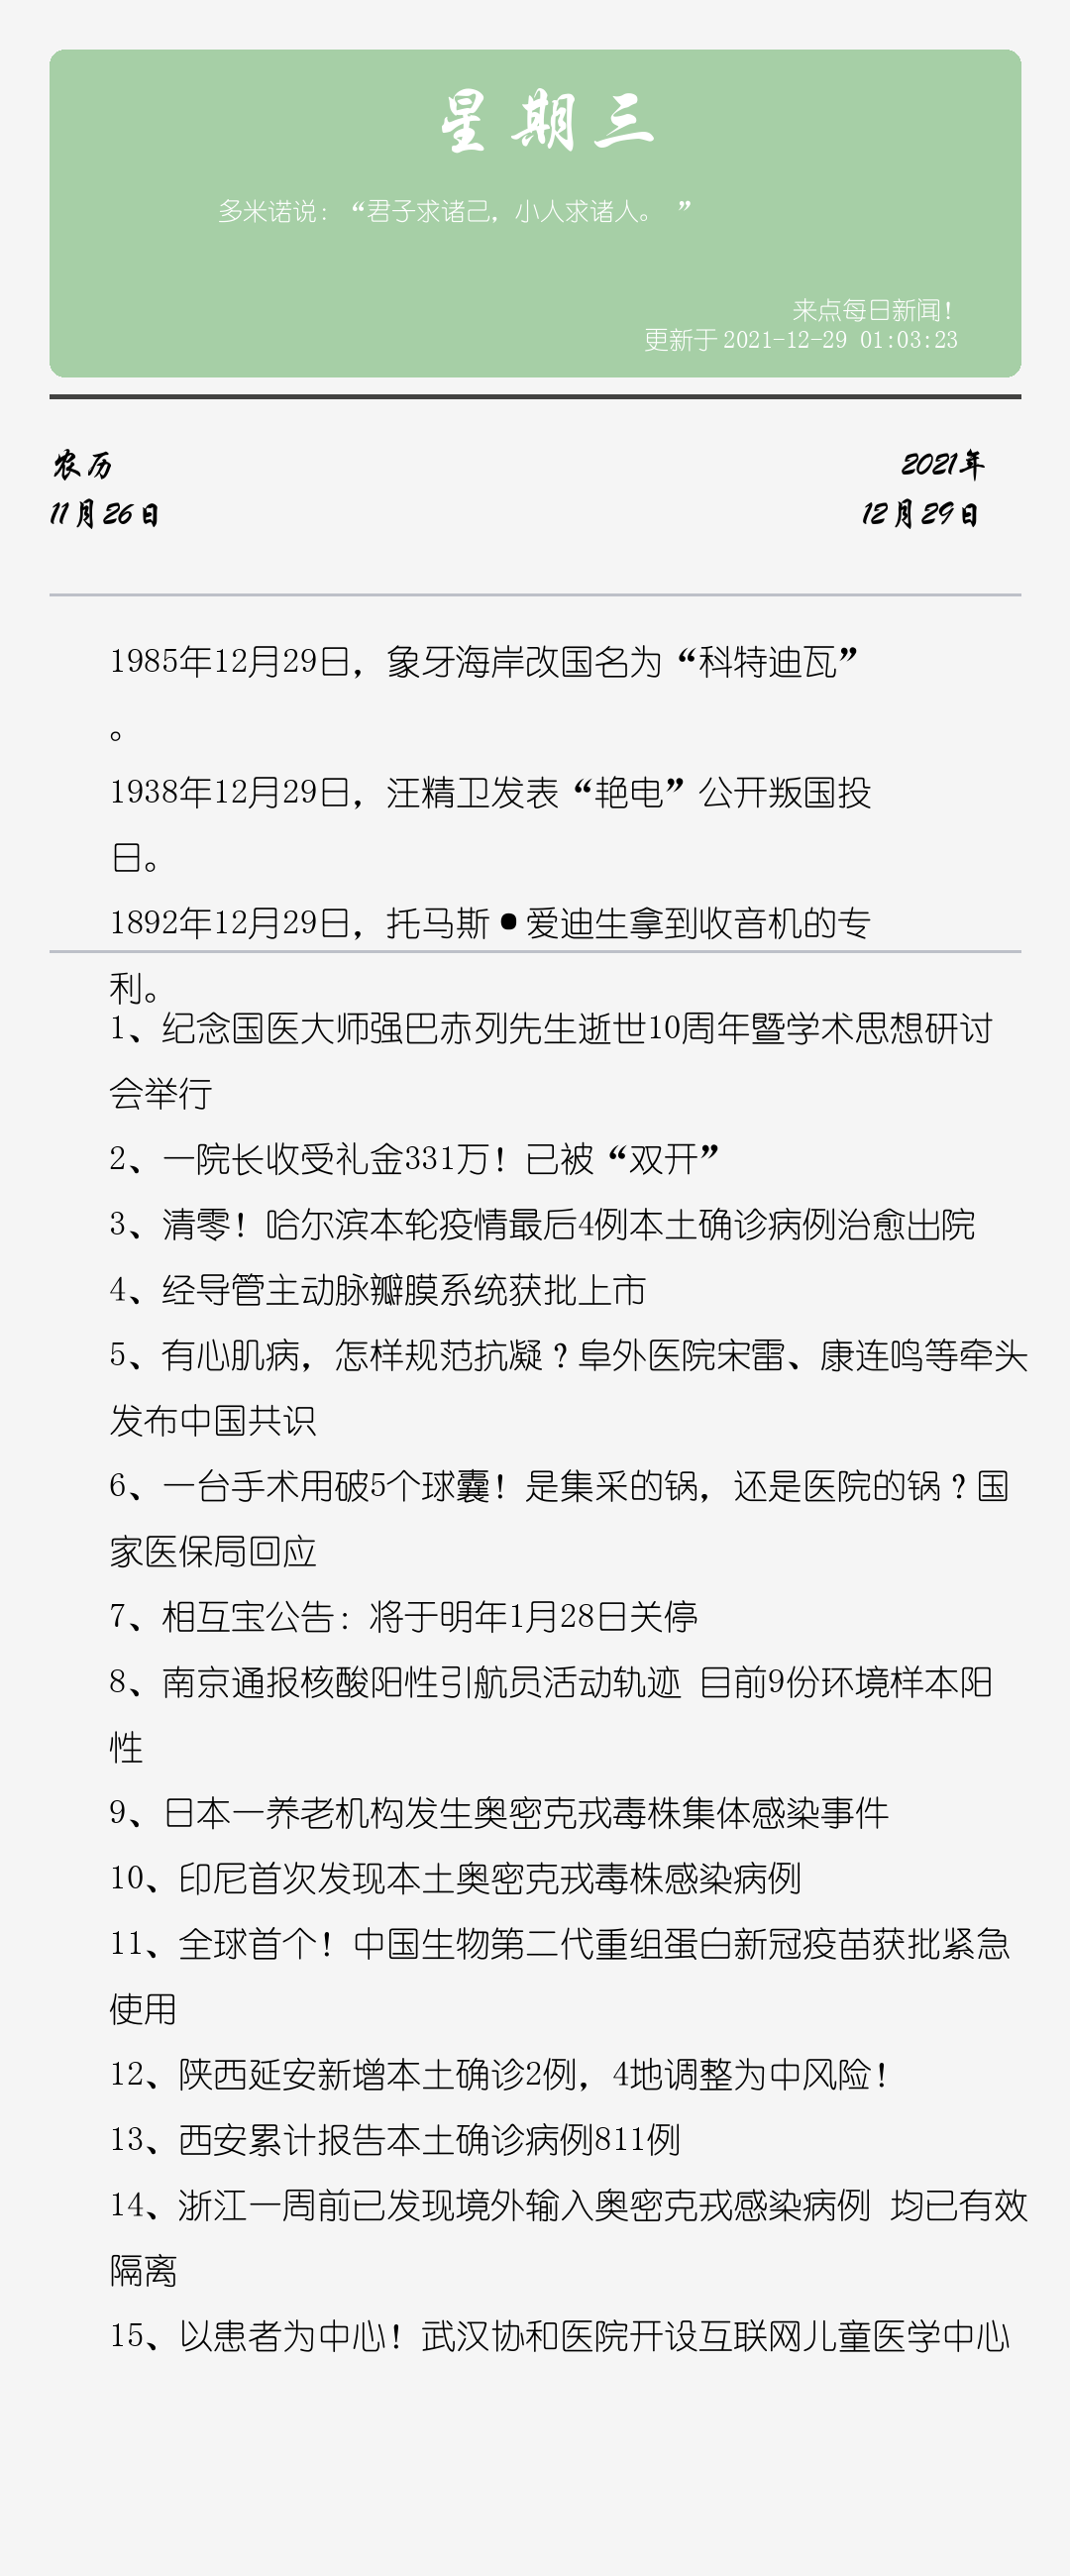 星期三
多米诺说：“君子求诸己，小人求诸人。 ”
来点每日新闻！
更新于 2021-12-29 01:03:23
农历
2021年
11月26日
12月29日
1985年12月29日，象牙海岸改国名为“科特迪瓦”
。
1938年12月29日，汪精卫发表“艳电”公开叛国投
日。
1892年12月29日，托马斯•爱迪生拿到收音机的专
利。
1、纪念国医大师强巴赤列先生逝世10周年暨学术思想研讨
会举行
2、一院长收受礼金331万！已被“双开”
3、清零！哈尔滨本轮疫情最后4例本土确诊病例治愈出院
4、经导管主动脉瓣膜系统获批上市
5、有心肌病，怎样规范抗凝？阜外医院宋雷、康连鸣等牵头
发布中国共识
6、一台手术用破5个球囊！是集采的锅，还是医院的锅？国
家医保局回应
7、相互宝公告：将于明年1月28日关停
8、南京通报核酸阳性引航员活动轨迹 目前9份环境样本阳
性
9、日本一养老机构发生奥密克戎毒株集体感染事件
10、印尼首次发现本土奥密克戎毒株感染病例
11、全球首个！中国生物第二代重组蛋白新冠疫苗获批紧急
使用
12、陕西延安新增本土确诊2例，4地调整为中风险！
13、西安累计报告本土确诊病例811例
14、浙江一周前已发现境外输入奥密克戎感染病例 均已有效
隔离
15、以患者为中心！武汉协和医院开设互联网儿童医学中心